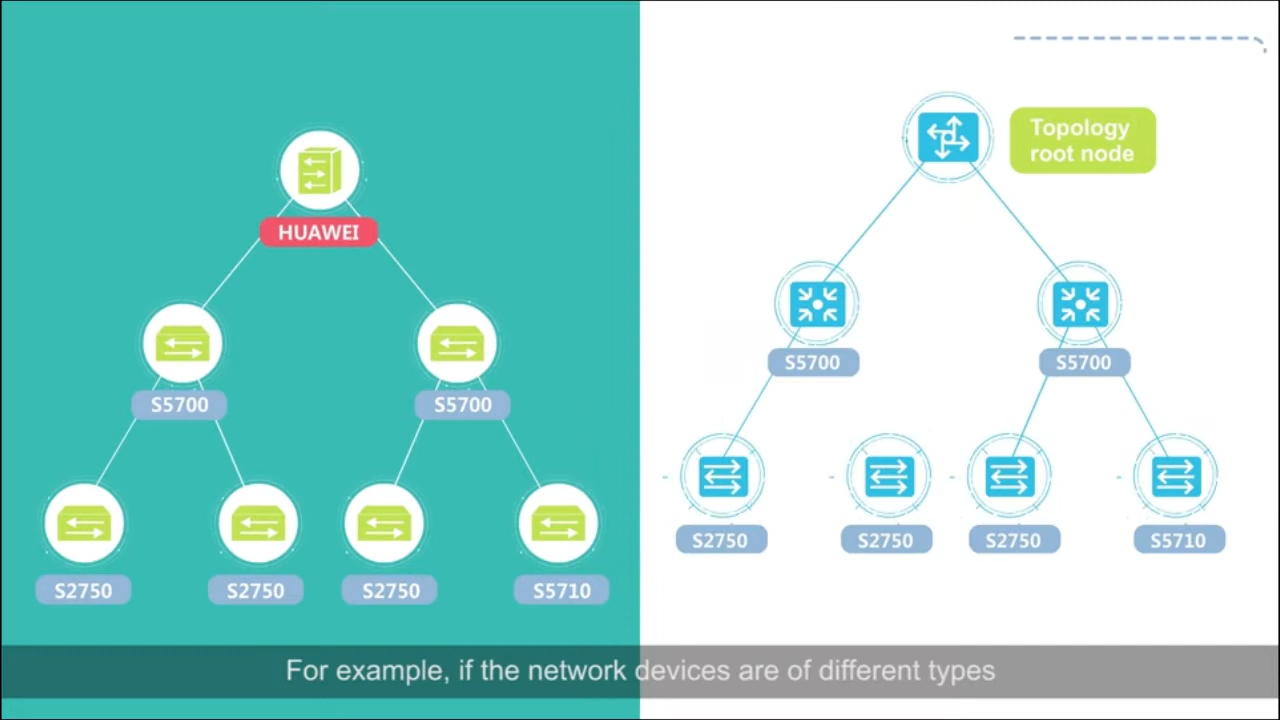 HUAWEI
S5700
S5700
S2750
S2750
S2750
S5710
Topology
root node
S5700
S5700
S2750
S2750
S2750
S5710
For example, if the network devices are of different types